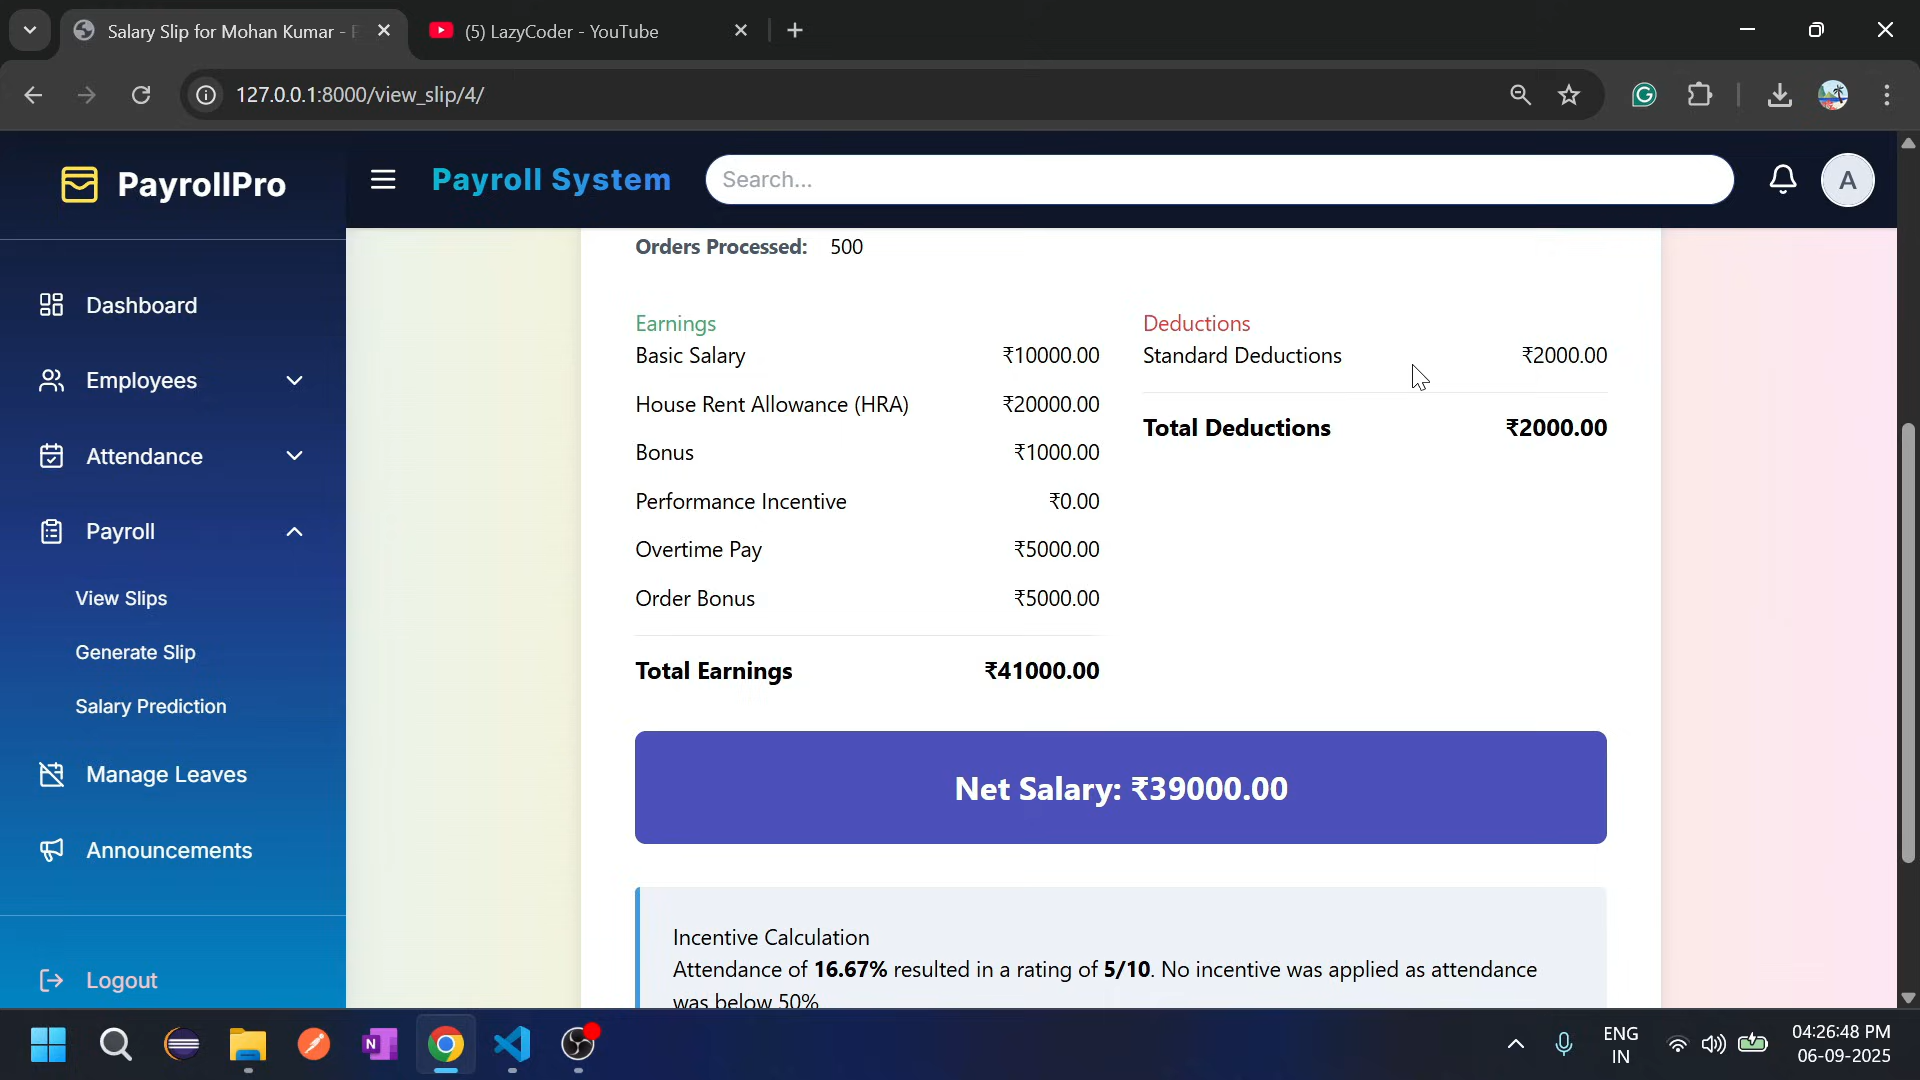 Salary Slip for Mohan Kumar -
(5) LazyCoder - YouTube
127.0.0.1:8000/view_slip/4/
PayrollPro
Payroll System
Search...
A
Dashboard
Employees
Attendance
Payroll
View Slips
Generate Slip
Salary Prediction
Manage Leaves
Announcements
Logout
Orders Processed: 500
Earnings
Basic Salary ₹10000.00
House Rent Allowance (HRA) ₹20000.00
Bonus ₹1000.00
Performance Incentive ₹0.00
Overtime Pay ₹5000.00
Order Bonus ₹5000.00
Total Earnings ₹41000.00
Deductions
Standard Deductions ₹2000.00
Total Deductions ₹2000.00
Net Salary: ₹39000.00
Incentive Calculation
Attendance of 16.67% resulted in a rating of 5/10. No incentive was applied as attendance
was below 50%.
ENG
IN
04:26:48 PM
06-09-2025